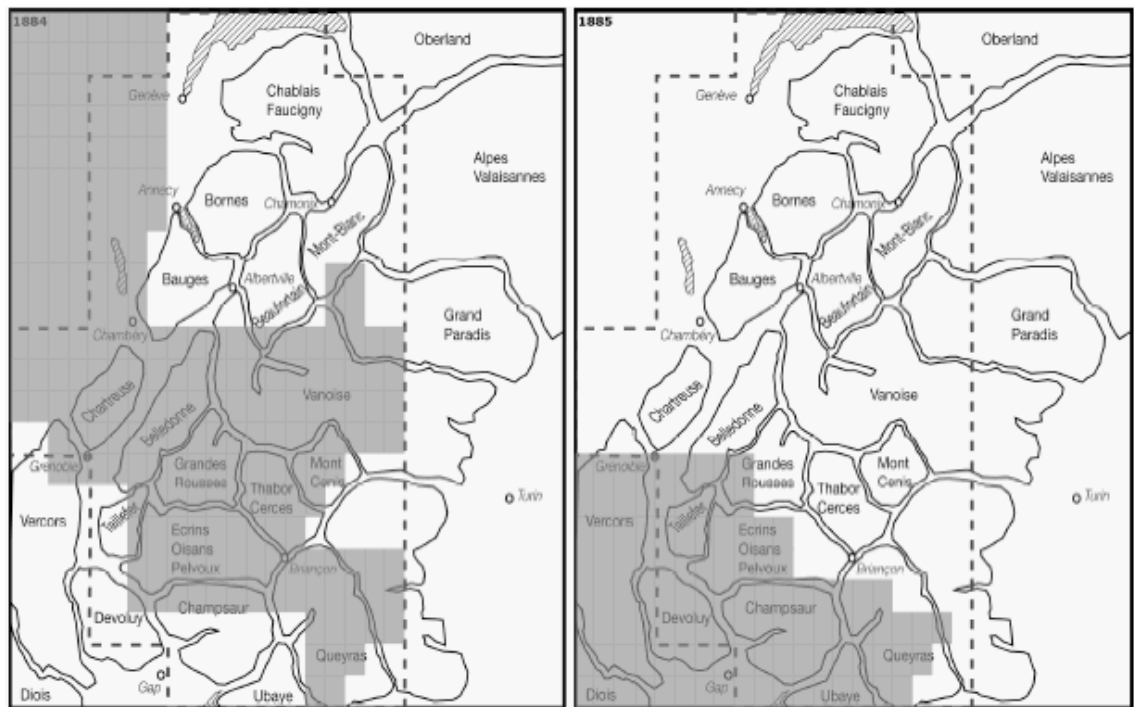 1884
Oberland
Genève
Chablais
Faucigny
Alpes
Valaisannes
Annecy
Bornes
Chamonix
Mont-Blanc
Bauges
Albertville
Beaufortain
Grand
Paradis
Chambéry
Chartreuse
Belledonne
Vanoise
Grenoble
Grandes
Rousses
Mont
Cenis
Thabor
Cerces
Turin
Vercors
Taillefer
Ecrins
Oisans
Pelvoux
Briançon
Devoluy
Champsaur
Queyras
Gap
Diois
Ubaye
1885
Oberland
Genève
Chablais
Faucigny
Alpes
Valaisannes
Annecy
Bornes
Chamonix
Mont-Blanc
Bauges
Albertville
Beaufortain
Grand
Paradis
Chambéry
Chartreuse
Belledonne
Vanoise
Grenoble
Grandes
Rousses
Mont
Cenis
Thabor
Cerces
Turin
Vercors
Taillefer
Ecrins
Oisans
Pelvoux
Briançon
Devoluy
Champsaur
Queyras
Gap
Diois
Ubaye